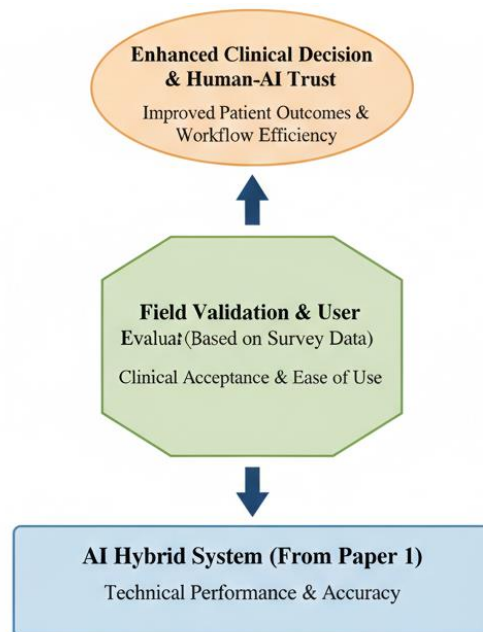 Enhanced Clinical Decision
& Human-AI Trust
Improved Patient Outcomes &
Workflow Efficiency
Field Validation & User
(Based on Survey Data)
Clinical Acceptance & Ease of Use
AI Hybrid System (From Paper 1)
Technical Performance & Accuracy